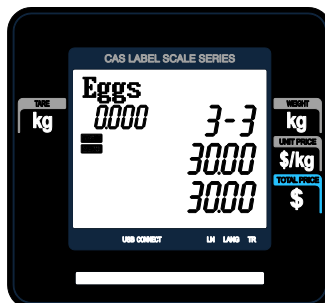 CAS LABEL SCALE SERIES
Eggs
TARE
kg
0.000
3-3
WEIGHT
kg
30.00
UNIT PRICE
$/kg
30.00
TOTAL PRICE
$
USB CONNECT LN LANG TR